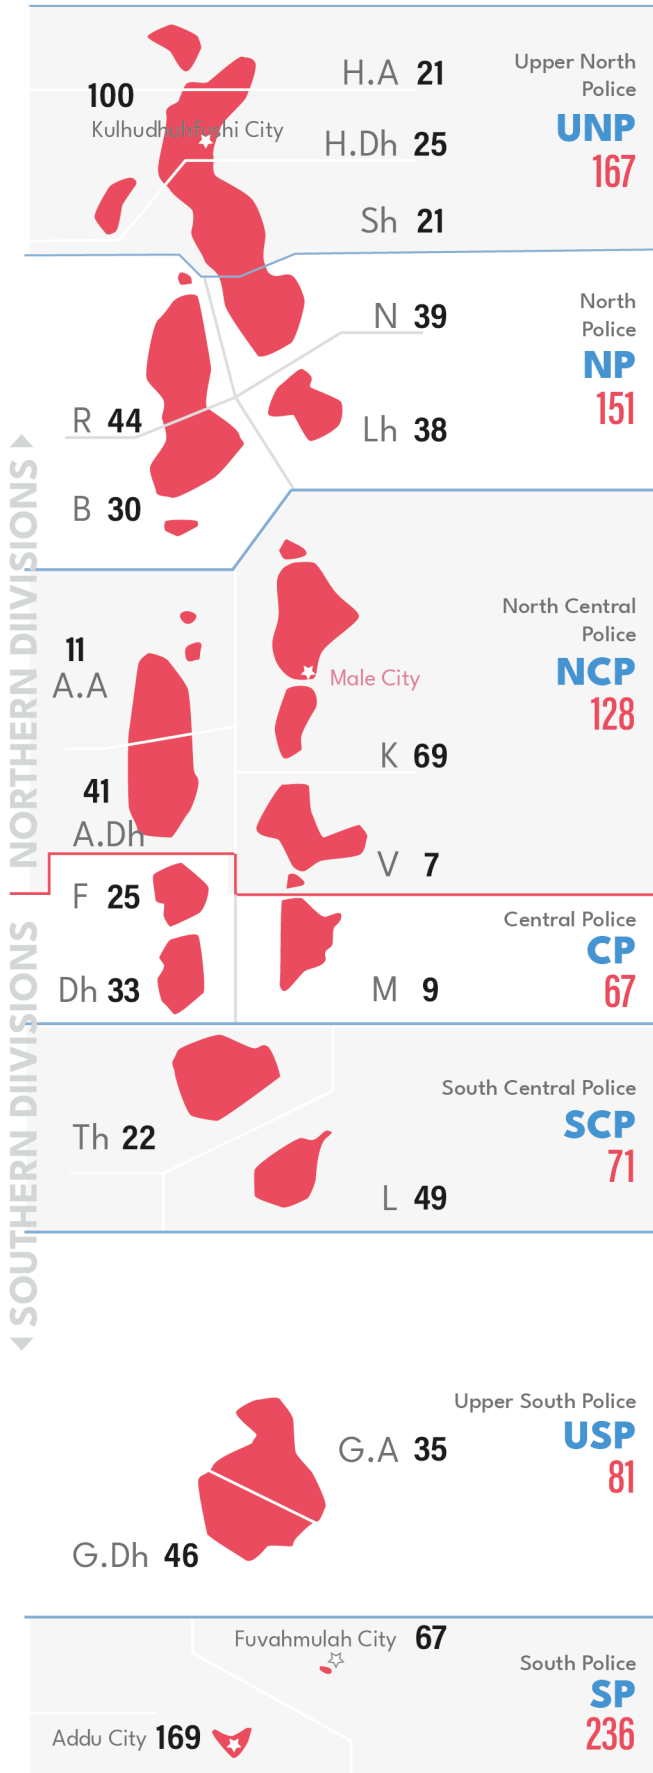 H.A 21
Upper North
Police
100
Kulhudhuhfushi City
UNP
H.Dh 25
167
Sh 21
N 39
North
Police
NP
151
R 44
Lh 38
B 30
NORTHERN DIIVISIONS
North Central
Police
11
A.A
NCP
Male City
128
K 69
41
A.Dh
V 7
F 25
Central Police
CP
Dh 33
M 9
67
SOUTHERN DIIVISIONS
South Central Police
SCP
Th 22
71
L 49
Upper South Police
USP
G.A 35
81
G.Dh 46
Fuvahmulah City 67
South Police
SP
Addu City 169
236